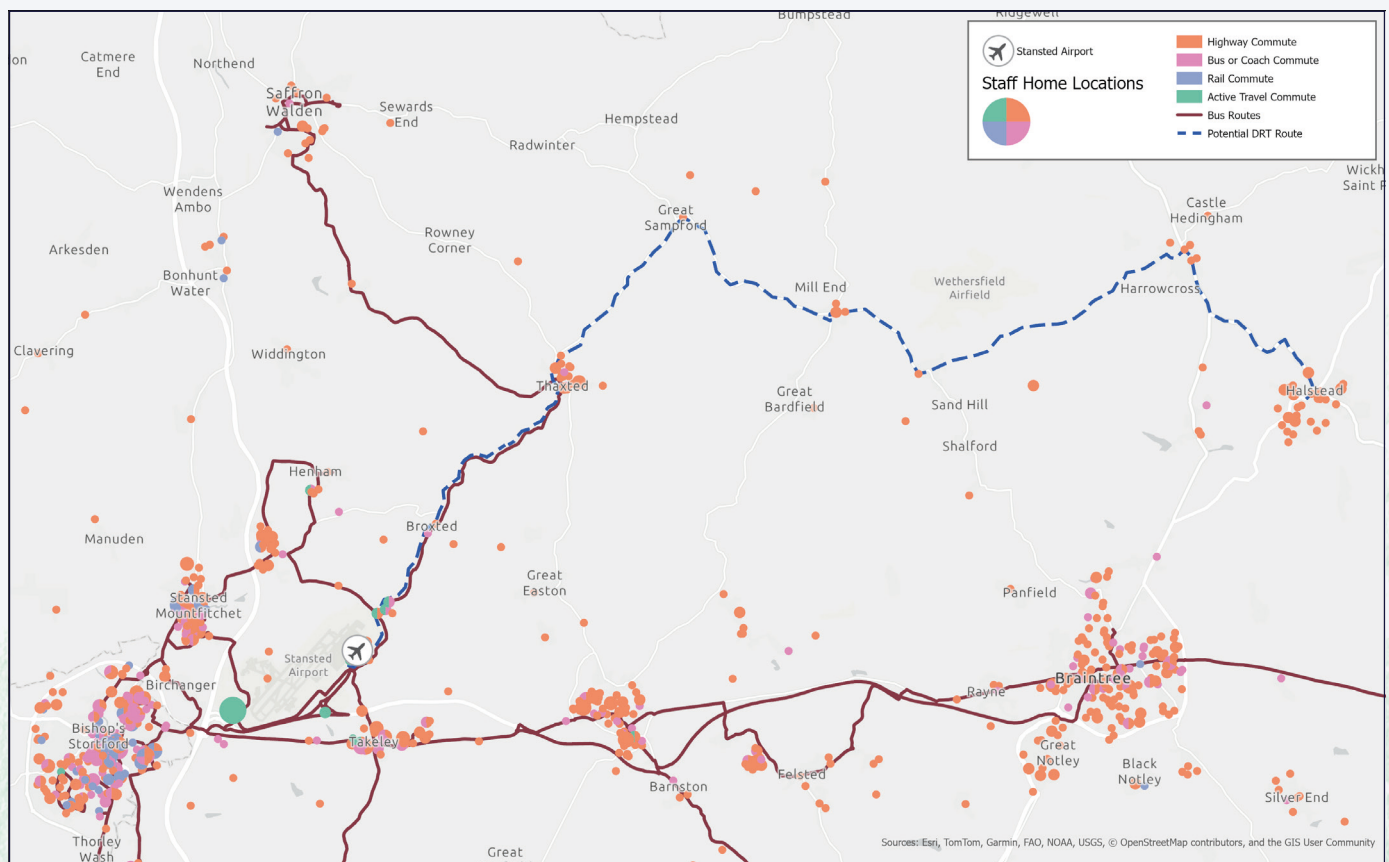 Bumpstead
Ridgewell
on
Catmere
End
Northend
Saffron
Walden
Sewards
End
Hempstead
Radwinter
Stansted Airport
Staff Home Locations
Highway Commute
Bus or Coach Commute
Rail Commute
Active Travel Commute
Bus Routes
Potential DRT Route
Wickh
Saint
Wendens
Ambo
Castle
Hedingham
Great
Sampford
Rowney
Corner
Arkesden
Bonhunt
Water
Mill End
Wethersfield
Airfield
Harrowcross
Clavering
Widdington
Thaxted
Great
Bardfield
Sand Hill
Halstead
Shalford
Henham
Broxted
Manuden
Great
Easton
Panfield
Stansted
Mountfitchet
Stansted
Airport
Birchanger
Rayne
Braintree
Bishop's
Stortford
Takeley
Great
Notley
Black
Notley
Felsted
Barnston
Silver End
Thorley
Wash
Great
Sources: Esri, TomTom, Garmin, FAO, NOAA, USGS, © OpenStreetMap contributors, and the GIS User Community